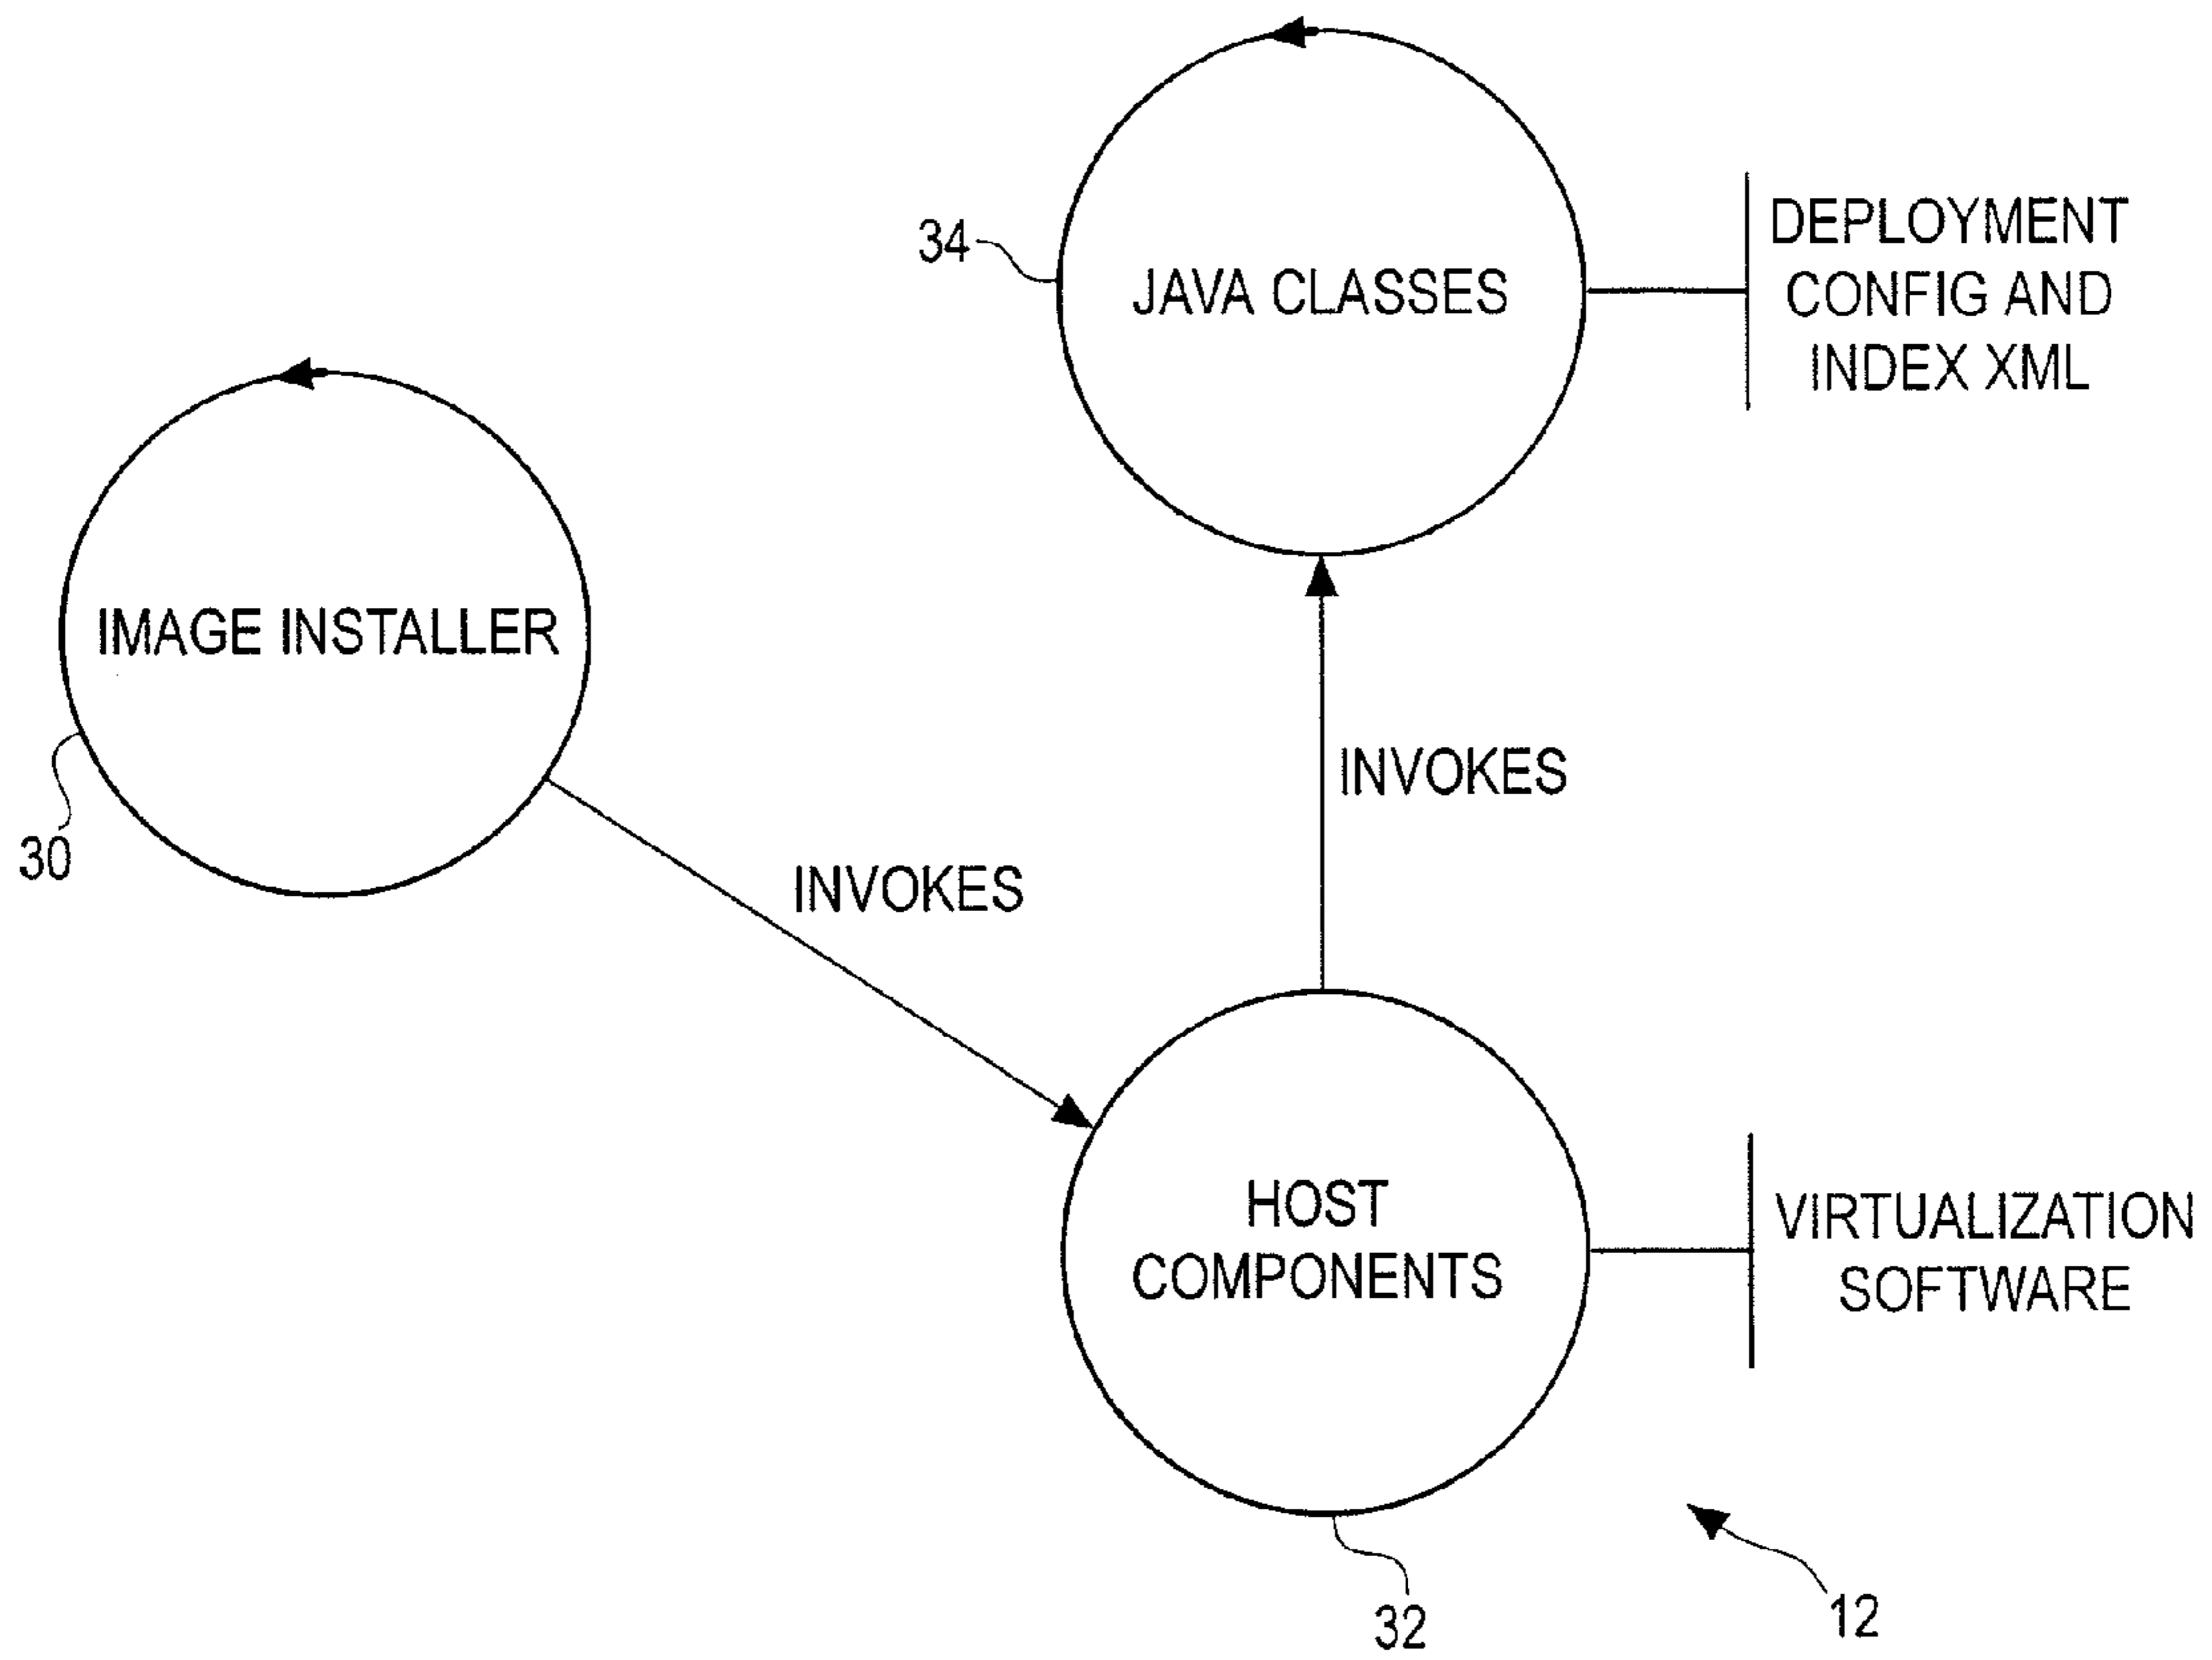 34
JAVA CLASSES
DEPLOYMENT
CONFIG AND
INDEX XML
IMAGE INSTALLER
30
INVOKES
INVOKES
HOST
COMPONENTS
VIRTUALIZATION
SOFTWARE
32
12